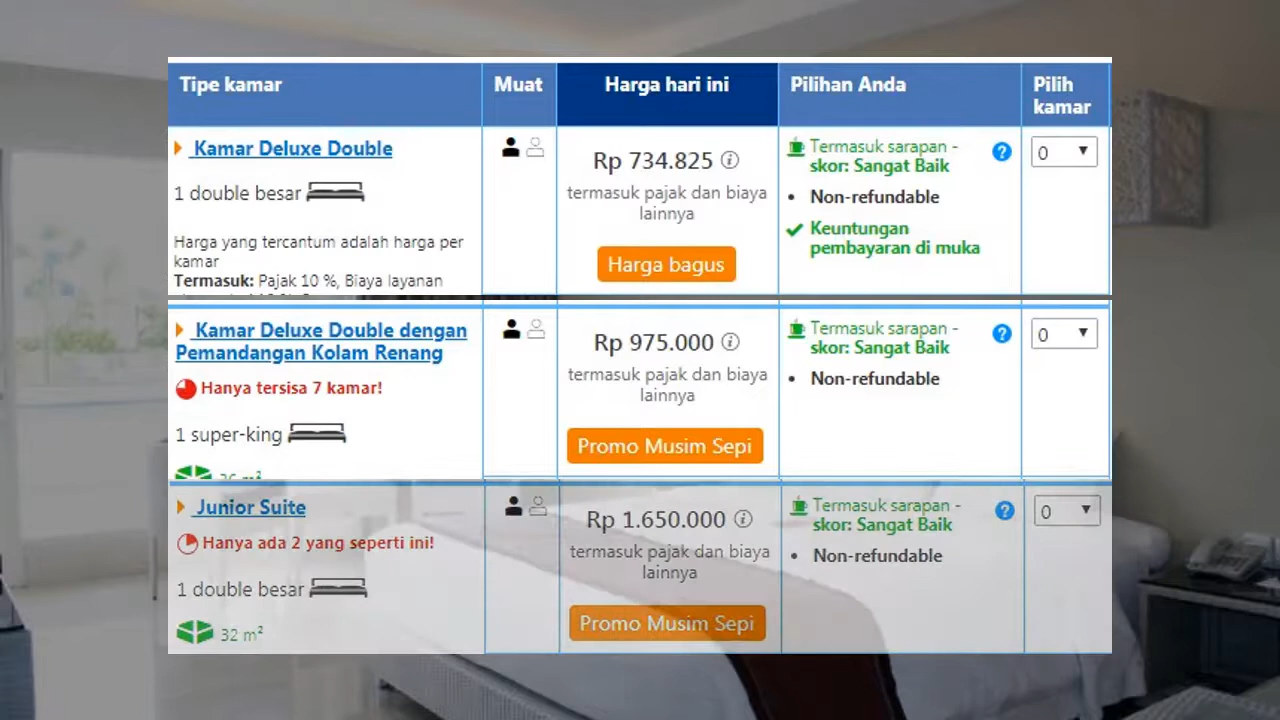 Tipe kamar
Muat
Harga hari ini
Pilihan Anda
Pilih
kamar
Kamar Deluxe Double
1 double besar
Harga yang tercantum adalah harga per
kamar
Termasuk: Pajak 10 %, Biaya layanan
Rp 734.825
termasuk pajak dan biaya
lainnya
Harga bagus
Termasuk sarapan -
skor: Sangat Baik
?
Non-refundable
Keuntungan
pembayaran di muka
0
Kamar Deluxe Double dengan
Pemandangan Kolam Renang
Hanya tersisa 7 kamar!
1 super-king
Rp 975.000
termasuk pajak dan biaya
lainnya
Promo Musim Sepi
Termasuk sarapan -
skor: Sangat Baik
?
Non-refundable
0
Junior Suite
Hanya ada 2 yang seperti ini!
1 double besar
32 m²
Rp 1.650.000
termasuk pajak dan biaya
lainnya
Promo Musim Sepi
Termasuk sarapan -
skor: Sangat Baik
?
Non-refundable
0